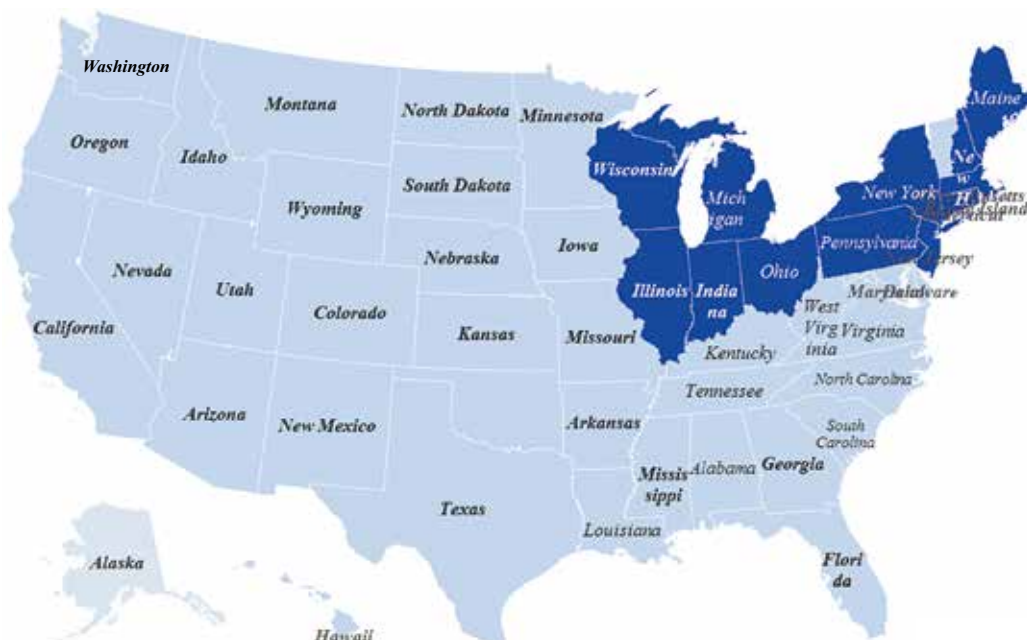 Washington
Montana
North Dakota
Minnesota
Maine
Oregon
Idaho
Wisconsin
Ne
w
H
South Dakota
Wyoming
Mich
igan
New York
Island
Iowa
Nebraska
Pennsylvania
Nevada
Utah
Ohio
Illinois
India
na
Colorado
California
Kansas
Missouri
West
Virg
inia
Virginia
Kentucky
Tennessee
North Carolina
Arizona
New Mexico
Arkansas
South
Carolina
Missis
sippi
Alabama
Georgia
Texas
Louisiana
Alaska
Flori
da
Hawaii